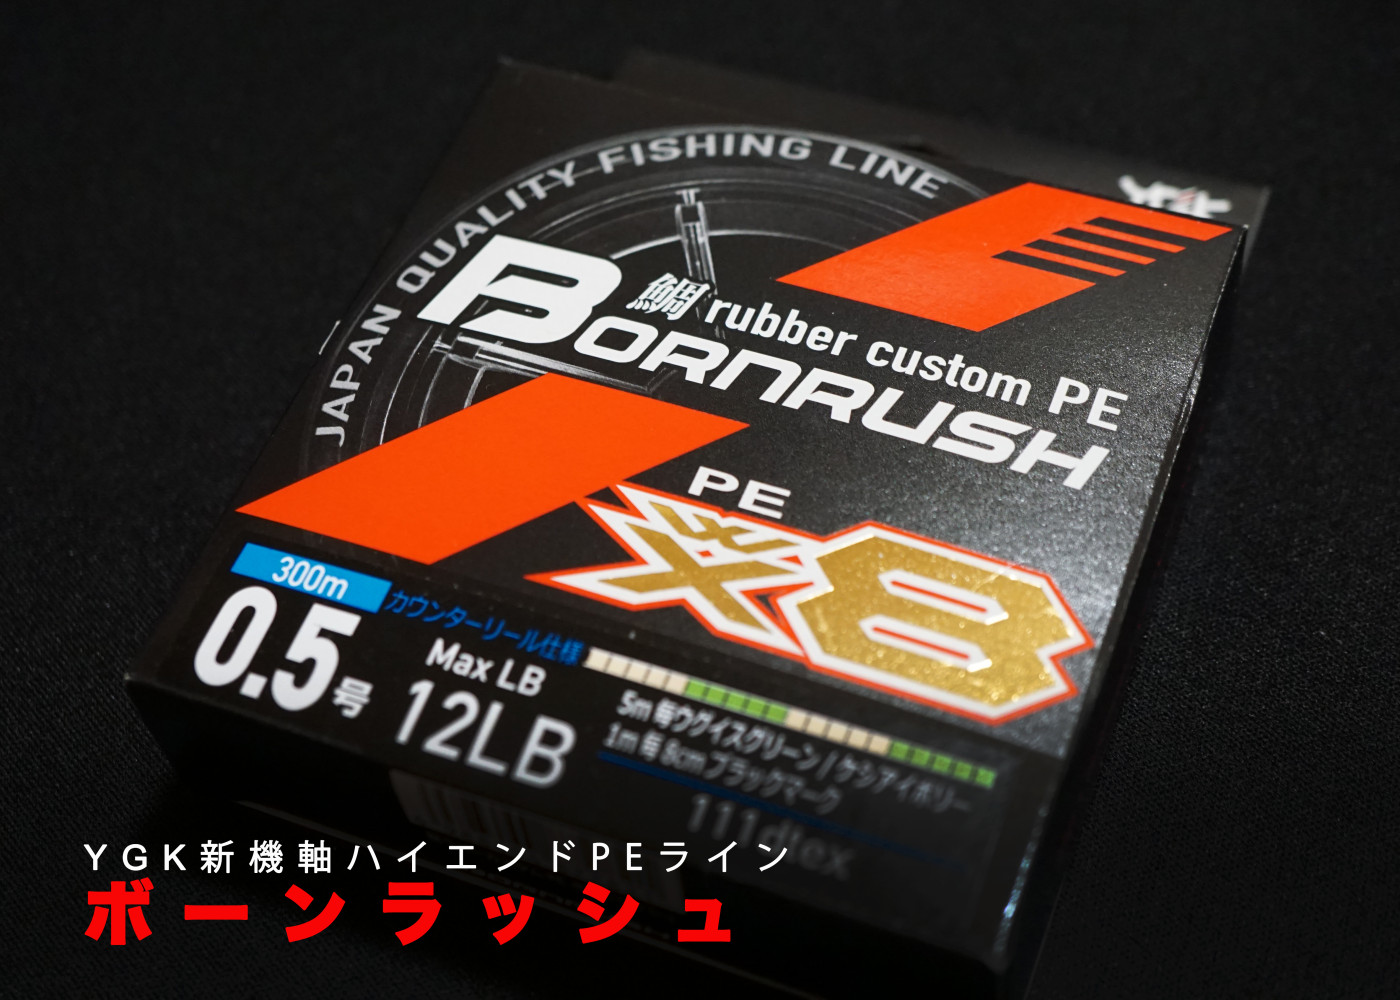 JAPAN QUALITY FISHING LINE
YGK
鯛 rubber custom PE
BORNRUSH
PE
WX8
300m
カウンターリール仕様
0.5号
Max LB
12LB
5m毎ウグイスグリーン / ケシアイボリー
1m毎8cmブラックマーク
111dtex
YGK新機軸ハイエンドPEライン
ボーンラッシュ